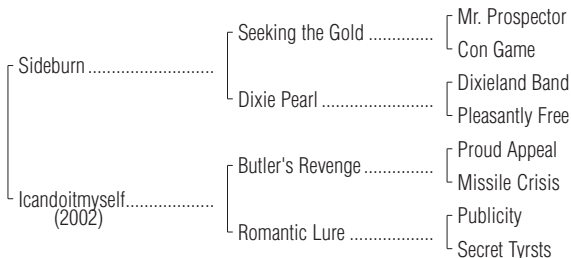 Mr. Prospector
Seeking the Gold ..............
Con Game
Sideburn ...........................
Dixieland Band
Dixie Pearl ........................
Pleasantly Free
Proud Appeal
Butler's Revenge ...............
Missile Crisis
Icandoitmyself...................
(2002)
Publicity
Romantic Lure ..................
Secret Tyrsts